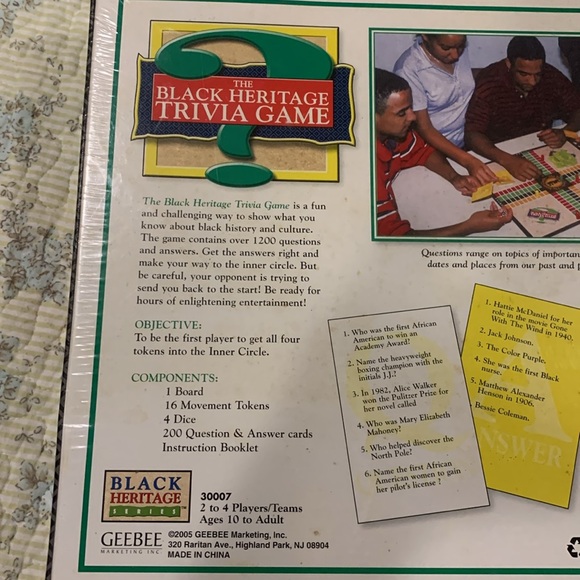 THE
BLACK HERITAGE
TRIVIA GAME
The Black Heritage Trivia Game is a fun
and challenging way to show what you
know about black history and culture.
The game contains over 1200 questions
and answers. Get the answers right and
make your way to the inner circle. But
be careful, your opponent is trying to
send you back to the start! Be ready for
hours of enlightening entertainment!
OBJECTIVE:
To be the first player to get all four
tokens into the Inner Circle.
COMPONENTS:
1 Board
16 Movement Tokens
4 Dice
200 Question & Answer cards
Instruction Booklet
BLACK
HERITAGE
SERIES
GEEBEE
MARKETING INC
30007
2 to 4 Players/Teams
Ages 10 to Adult
©2005 GEEBEE Marketing, Inc.
320 Raritan Ave., Highland Park, NJ 08904
MADE IN CHINA
Questions range on topics of importan
dates and places from our past and
1. Who was the first African
American to win an
Academy Award?
2. Name the heavyweight
boxing champion with the
initials J.J.?
3. In 1982, Alice Walker
won the Pulitzer Prize for
her novel called
4. Who was Mary Elizabeth
Mahoney?
5. Who helped discover the
North Pole?
6. Name the first African
American women to gain
her pilot's license ?
1. Hattie McDaniel for her
role in the movie Gone
With The Wind in 1940.
2. Jack Johnson.
3. The Color Purple.
4. She was the first Black
nurse.
5. Matthew Alexander
Henson in 1906.
Bessie Coleman.
ANSWER